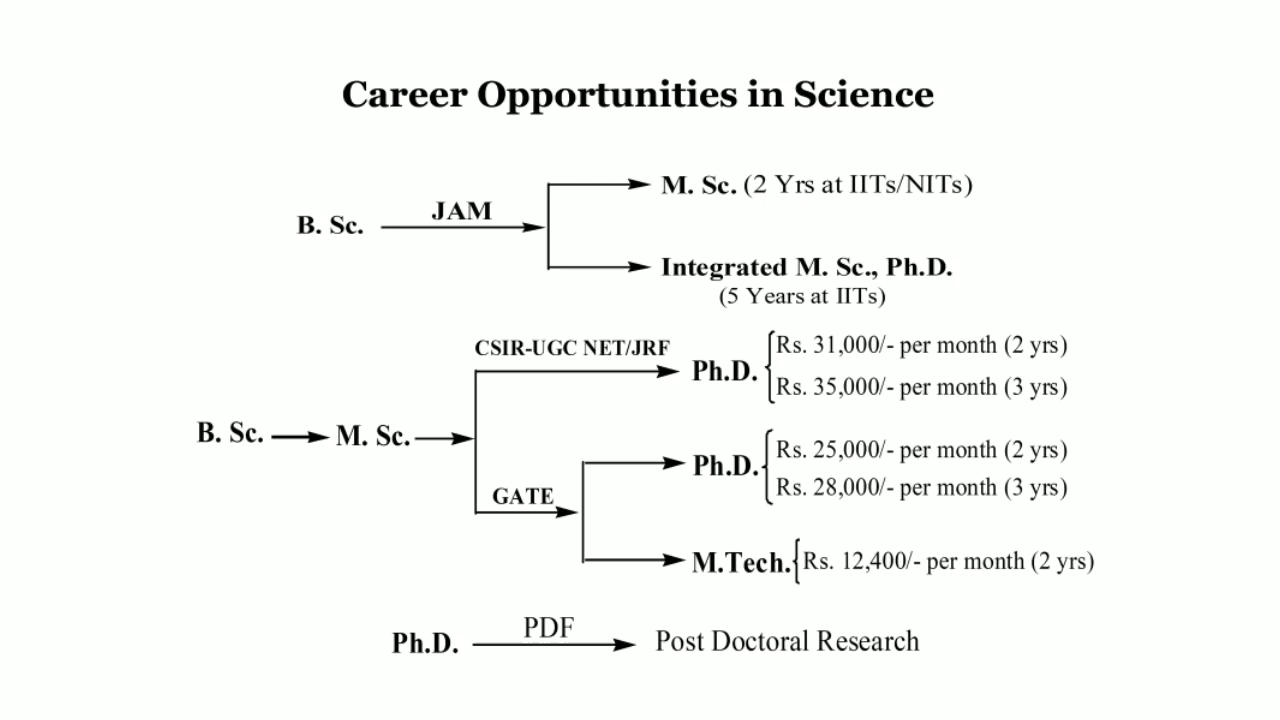 Career Opportunities in Science
M. Sc. (2 Yrs at IITs/NITs)
B. Sc. JAM
Integrated M. Sc., Ph.D.
(5 Years at IITs)
CSIR-UGC NET/JRF
Ph.D.
Rs. 31,000/- per month (2 yrs)
Rs. 35,000/- per month (3 yrs)
B. Sc. M. Sc.
Ph.D.
Rs. 25,000/- per month (2 yrs)
Rs. 28,000/- per month (3 yrs)
GATE
M.Tech. Rs. 12,400/- per month (2 yrs)
Ph.D. PDF Post Doctoral Research